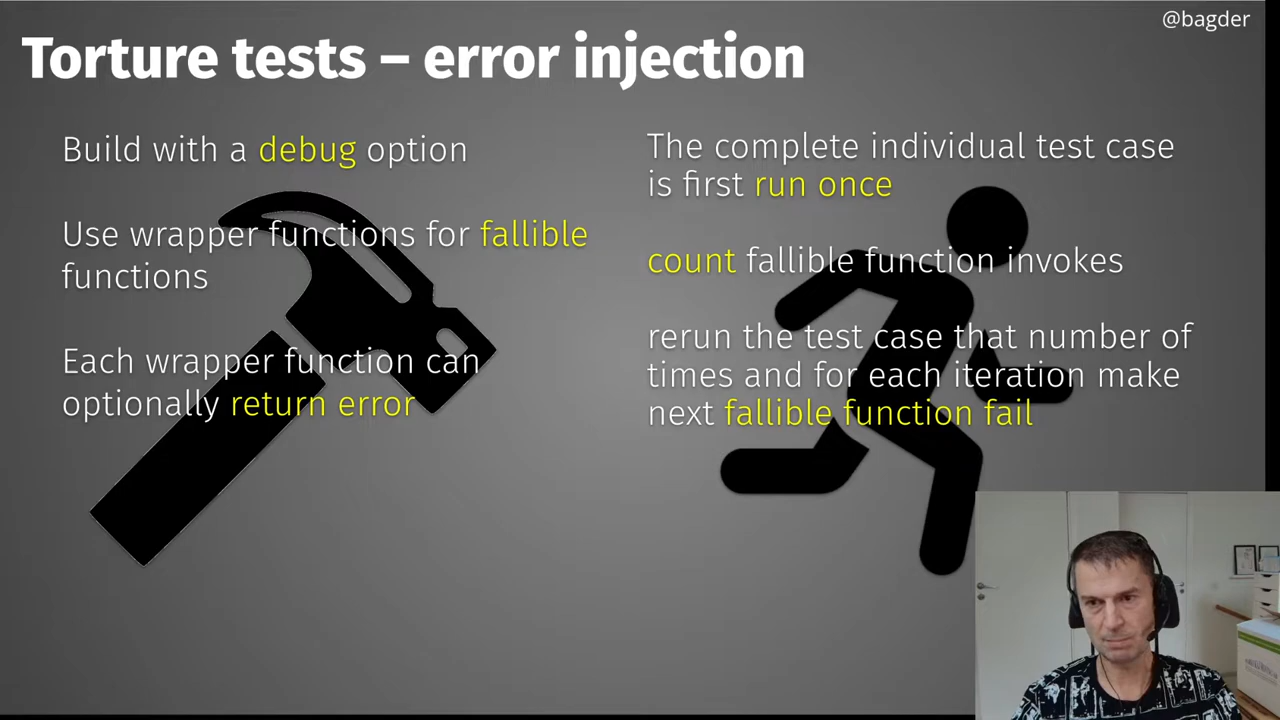 @bagder
Torture tests – error injection
Build with a debug option
Use wrapper functions for fallible
functions
Each wrapper function can
optionally return error
The complete individual test case
is first run once
count fallible function invokes
rerun the test case that number of
times and for each iteration make
next fallible function fail